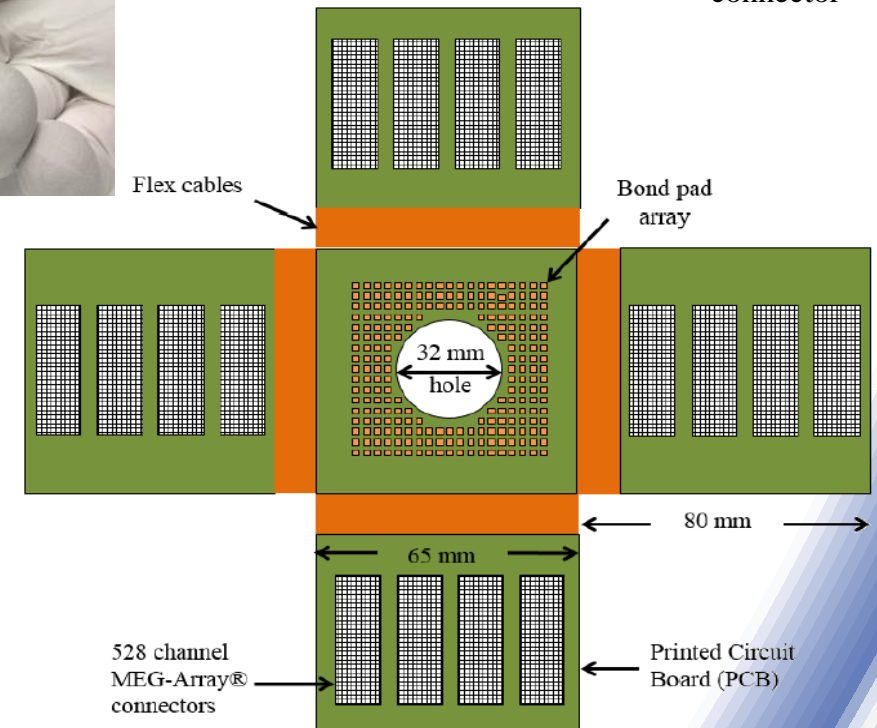 connector
Flex cables
Bond pad
array
32 mm
hole
80 mm
65 mm
528 channel
MEG-Array®
connectors
Printed Circuit
Board (PCB)